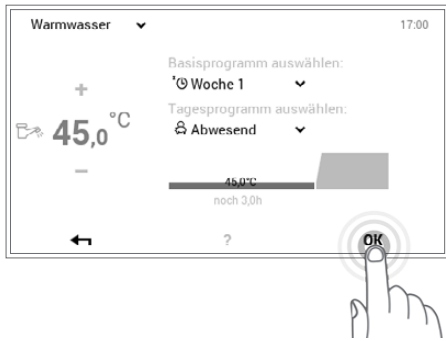 Warmwasser 17:00
Basisprogramm auswählen:
Woche 1
Tagesprogramm auswählen:
Abwesend
+
45,0°C
−
45,0°C
noch 3,0h
? OK